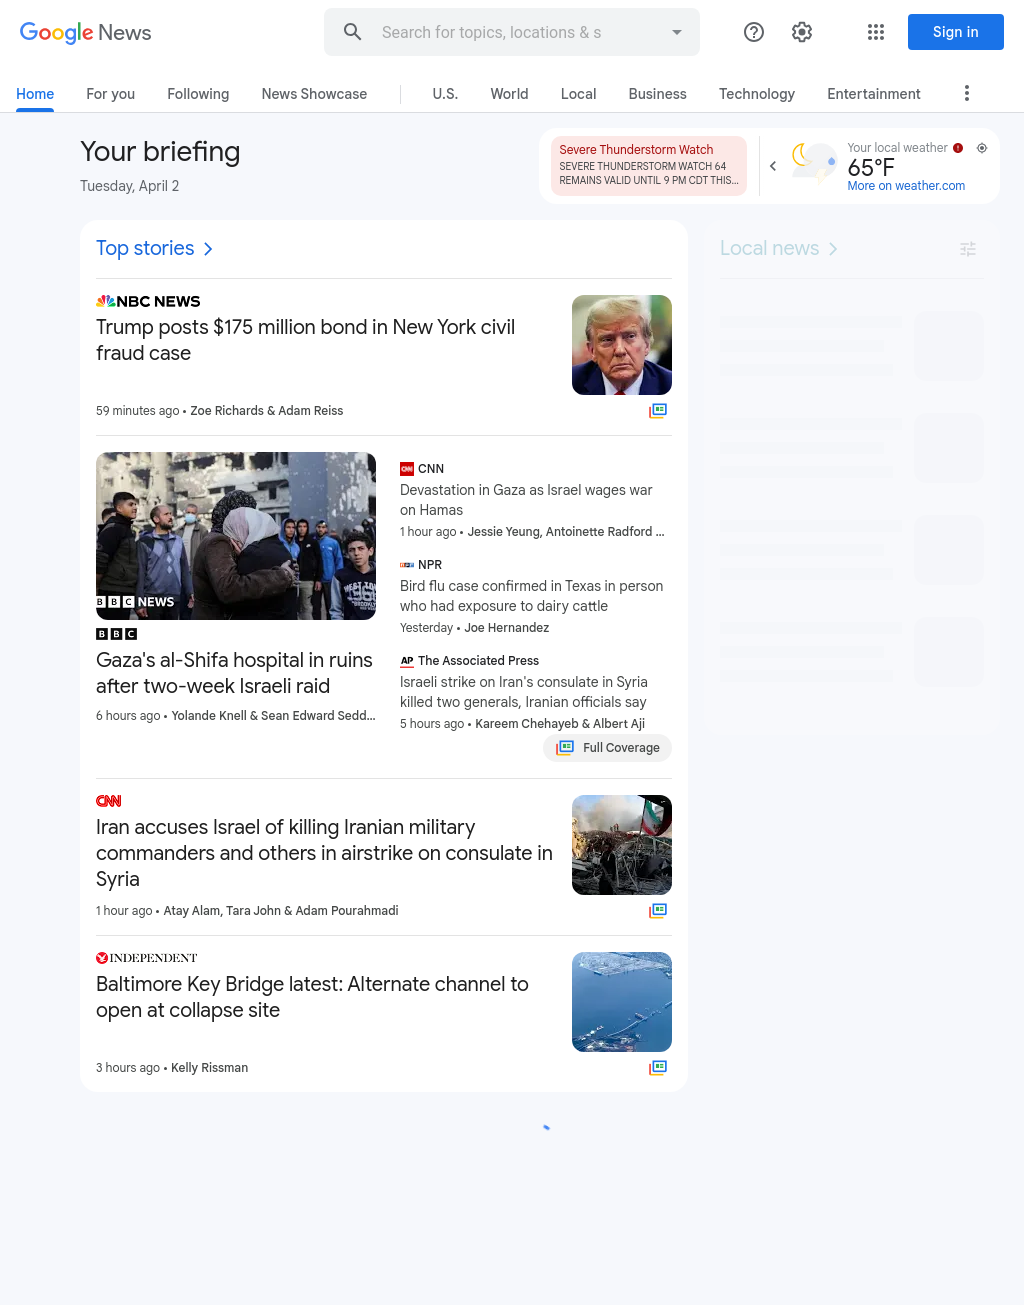 Google News
Search for topics, locations & s
Sign in
Home
For you
Following
News Showcase
U.S.
World
Local
Business
Technology
Entertainment
Your briefing
Tuesday, April 2
Severe Thunderstorm Watch
SEVERE THUNDERSTORM WATCH 64
REMAINS VALID UNTIL 9 PM CDT THIS...
Your local weather
65°F
More on weather.com
Top stories
Local news
NBC NEWS
Trump posts $175 million bond in New York civil
fraud case
59 minutes ago • Zoe Richards & Adam Reiss
BBC NEWS
BBC
Gaza's al-Shifa hospital in ruins
after two-week Israeli raid
6 hours ago • Yolande Knell & Sean Edward Sedd...
CNN
Devastation in Gaza as Israel wages war
on Hamas
1 hour ago • Jessie Yeung, Antoinette Radford ...
NPR
Bird flu case confirmed in Texas in person
who had exposure to dairy cattle
Yesterday • Joe Hernandez
AP The Associated Press
Israeli strike on Iran's consulate in Syria
killed two generals, Iranian officials say
5 hours ago • Kareem Chehayeb & Albert Aji
Full Coverage
CNN
Iran accuses Israel of killing Iranian military
commanders and others in airstrike on consulate in
Syria
1 hour ago • Atay Alam, Tara John & Adam Pourahmadi
INDEPENDENT
Baltimore Key Bridge latest: Alternate channel to
open at collapse site
3 hours ago • Kelly Rissman